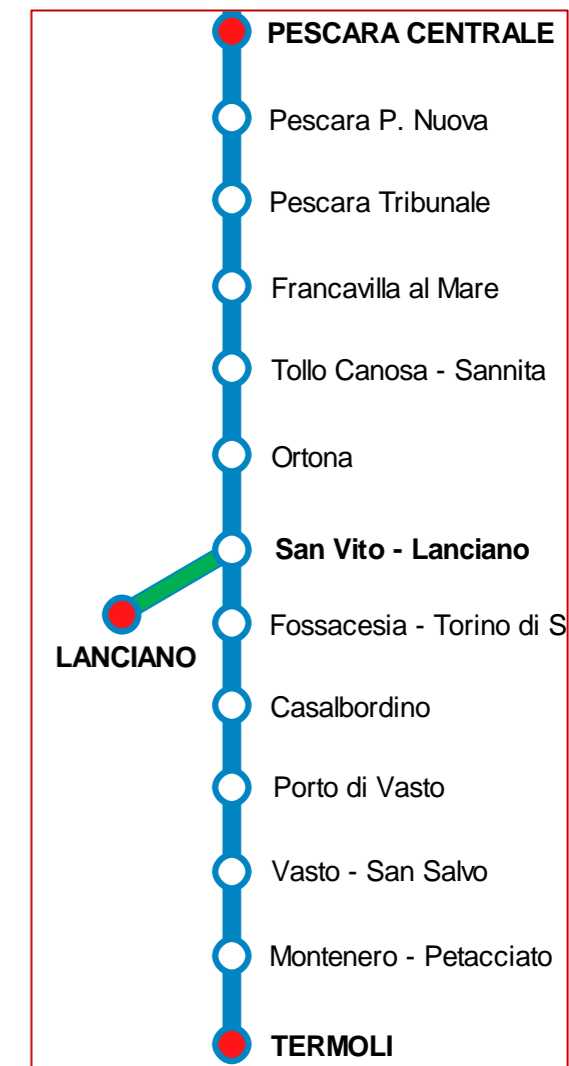 PESCARA CENTRALE
Pescara P. Nuova
Pescara Tribunale
Francavilla al Mare
Tollo Canosa - Sannita
Ortona
San Vito - Lanciano
Fossacesia - Torino di S
LANCIANO
Casalbordino
Porto di Vasto
Vasto - San Salvo
Montenero - Petacciato
TERMOLI